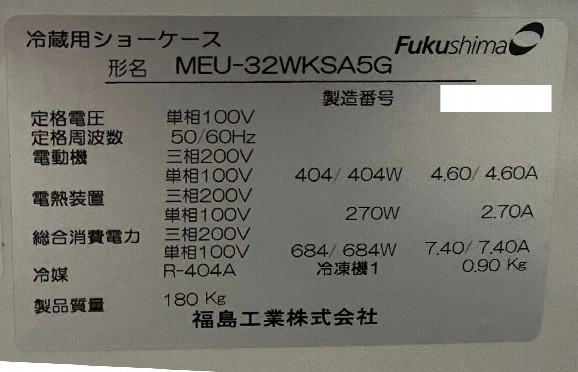 冷蔵用ショーケース Fukushima
形名 MEU-32WKSA5G
製造番号
定格電圧 単相100V
定格周波数 50/60Hz
電動機 三相200V
単相100V 404/404W 4.60/4.60A
電熱装置 三相200V
単相100V 270W 2.70A
総合消費電力 三相200V
単相100V 684/684W 7.40/7.40A
冷媒 R-404A 冷凍機1 0.90 Kg
製品質量 180 Kg
福島工業株式会社